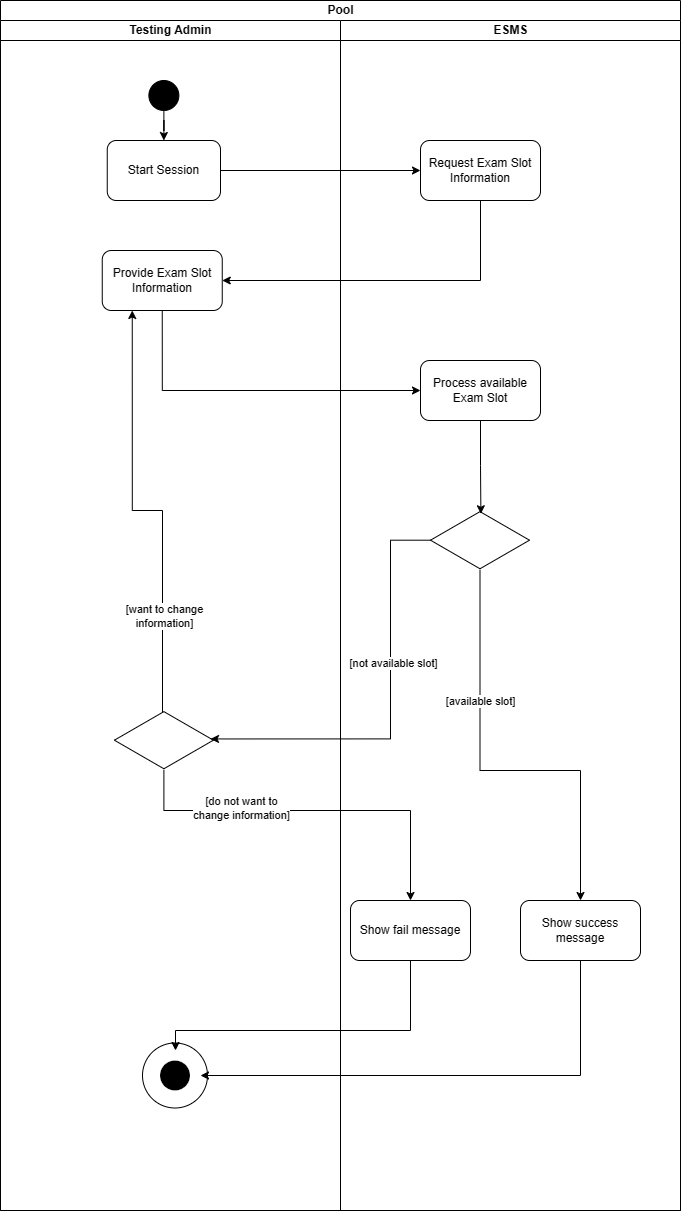 Pool
Testing Admin
ESMS
Start Session
Request Exam Slot
Information
Provide Exam Slot
Information
Process available
Exam Slot
[want to change
information]
[not available slot]
[available slot]
[do not want to
change information]
Show fail message
Show success
message